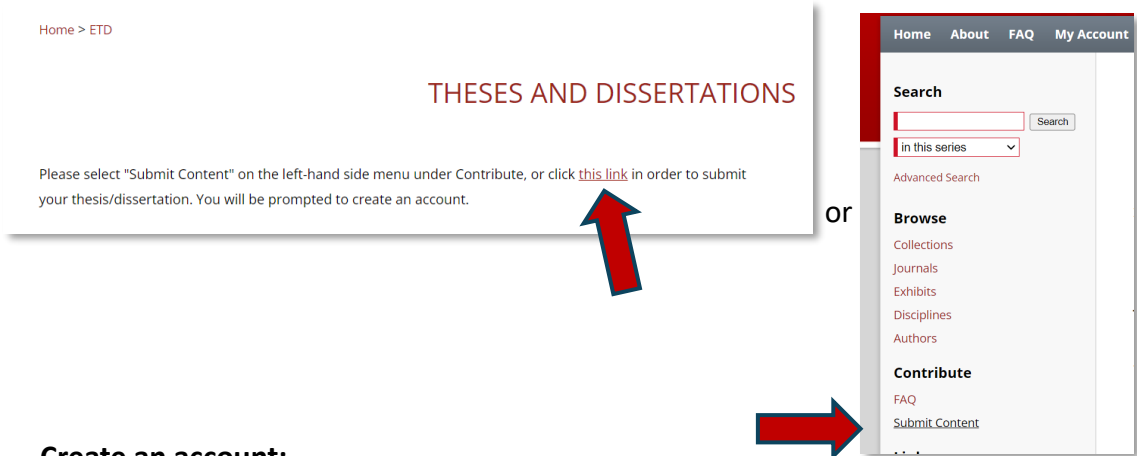 Home > ETD
THESES AND DISSERTATIONS
Please select "Submit Content" on the left-hand side menu under Contribute, or click this link in order to submit
your thesis/dissertation. You will be prompted to create an account.
or
Home About FAQ My Account
Search
Search
in this series
Advanced Search
Browse
Collections
Journals
Exhibits
Disciplines
Authors
Contribute
FAQ
Submit Content
Create an account: